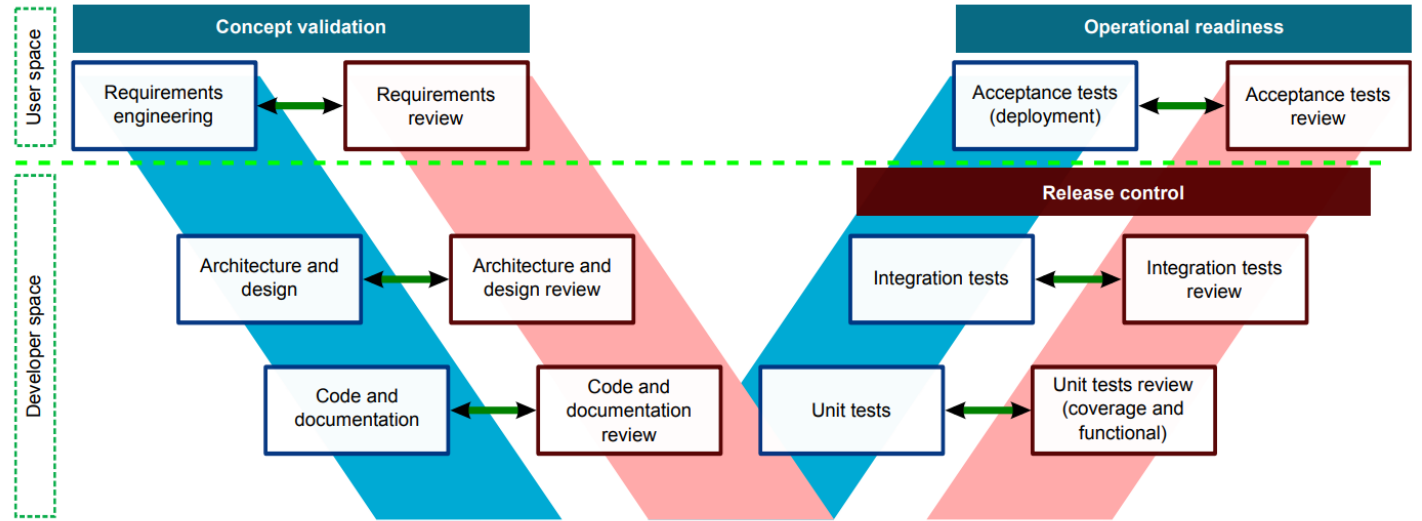 User space
Concept validation
Operational readiness
Requirements
engineering
Requirements
review
Acceptance tests
(deployment)
Acceptance tests
review
Developer space
Release control
Architecture and
design
Architecture and
design review
Integration tests
Integration tests
review
Code and
documentation
Code and
documentation
review
Unit tests
Unit tests review
(coverage and
functional)